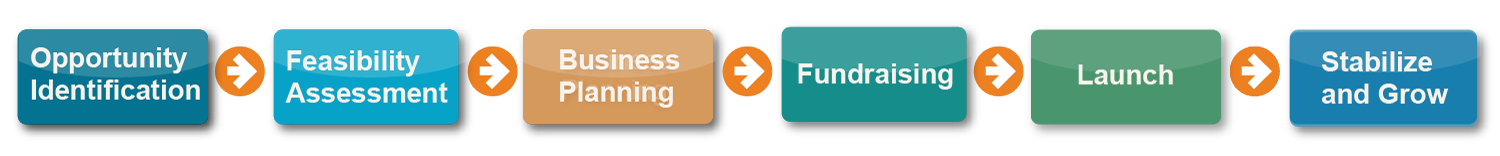 Opportunity
Identification
Feasibility
Assessment
Business
Planning
Fundraising
Launch
Stabilize
and Grow